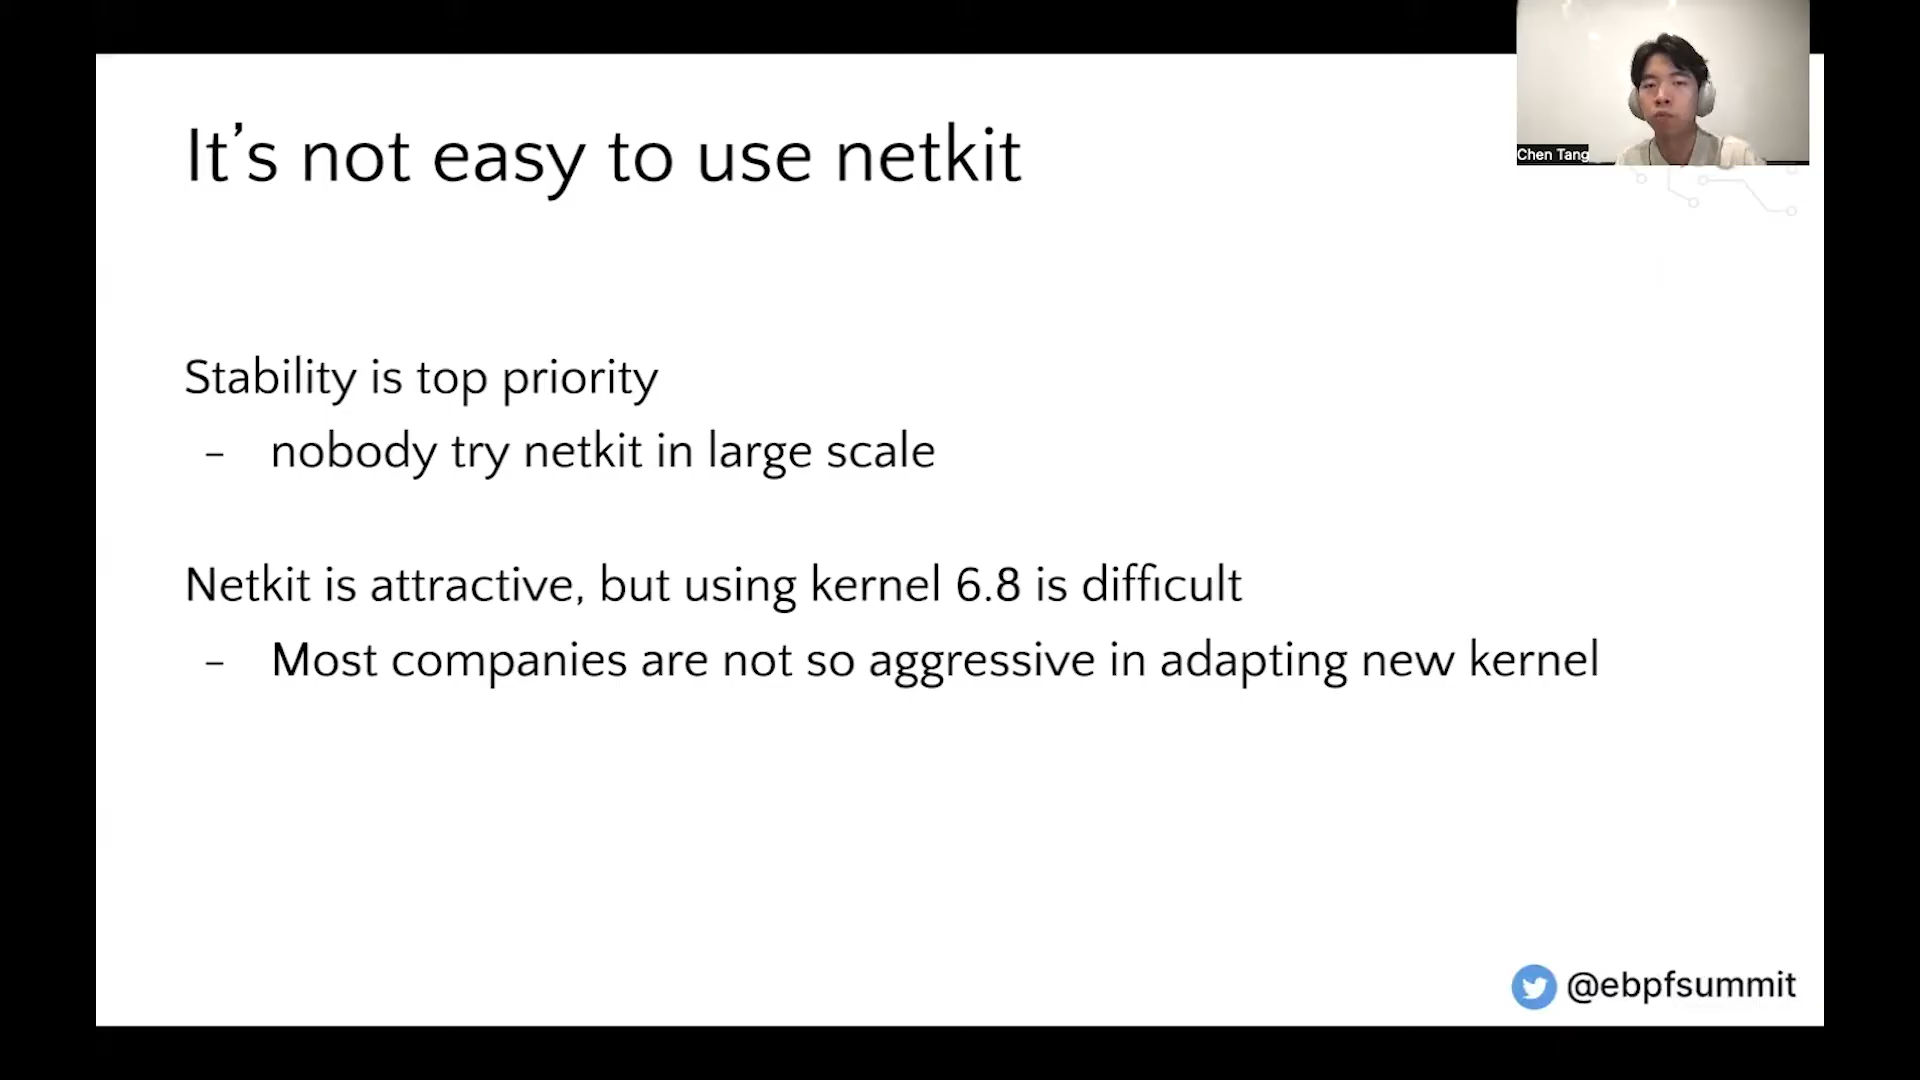 Chen Tang
It’s not easy to use netkit
Stability is top priority
– nobody try netkit in large scale
Netkit is attractive, but using kernel 6.8 is difficult
– Most companies are not so aggressive in adapting new kernel
@ebpfsummit